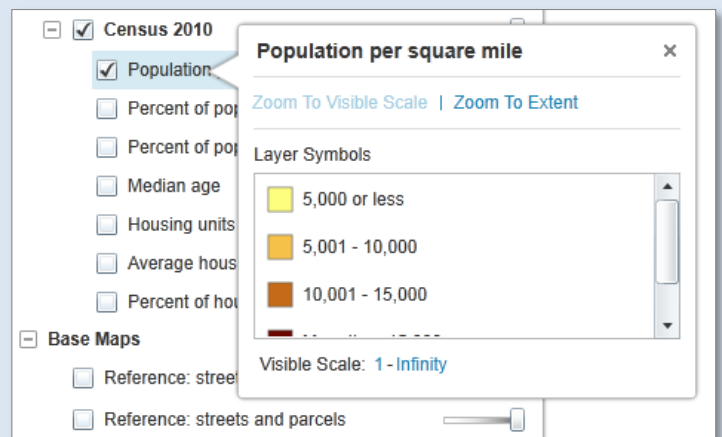 Census 2010
Population
Percent of pop
Percent of pop
Median age
Housing units
Average hous
Percent of hou
Base Maps
Reference: street
Reference: streets and parcels
Population per square mile
Zoom To Visible Scale | Zoom To Extent
Layer Symbols
5,000 or less
5,001 - 10,000
10,001 - 15,000
Visible Scale: 1 - Infinity